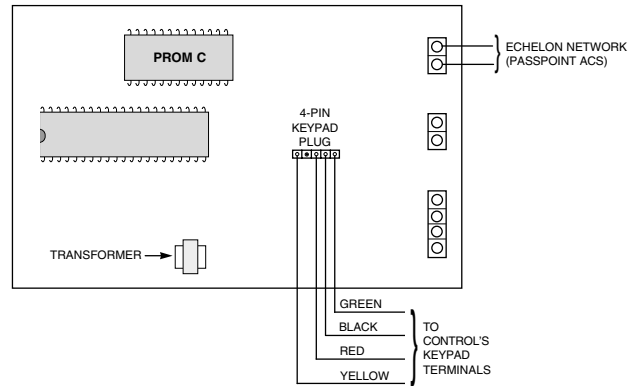 PROM C
ECHELON NETWORK
(PASSPOINT ACS)
4-PIN
KEYPAD
PLUG
TRANSFORMER
GREEN
BLACK
RED
YELLOW
TO
CONTROL'S
KEYPAD
TERMINALS